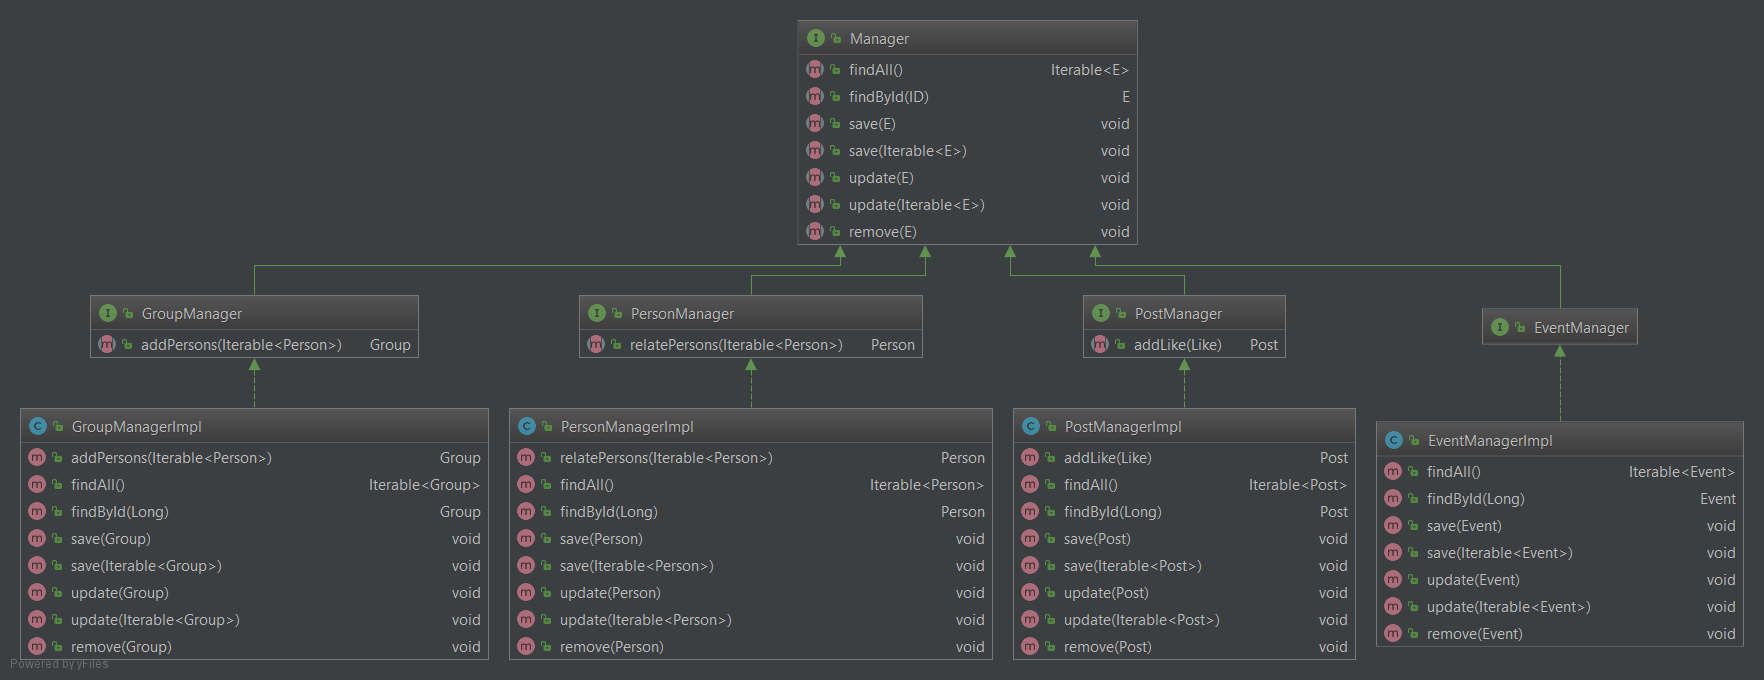 Manager
findAll() Iterable<E>
findById(ID) E
save(E) void
save(Iterable<E>) void
update(E) void
update(Iterable<E>) void
remove(E) void
GroupManager
addPersons(Iterable<Person>) Group
PersonManager
relatePersons(Iterable<Person>) Person
PostManager
addLike(Like) Post
EventManager
GroupManagerImpl
addPersons(Iterable<Person>) Group
findAll() Iterable<Group>
findById(Long) Group
save(Group) void
save(Iterable<Group>) void
update(Group) void
update(Iterable<Group>) void
remove(Group) void
PersonManagerImpl
relatePersons(Iterable<Person>) Person
findAll() Iterable<Person>
findById(Long) Person
save(Person) void
save(Iterable<Person>) void
update(Person) void
update(Iterable<Person>) void
remove(Person) void
PostManagerImpl
addLike(Like) Post
findAll() Iterable<Post>
findById(Long) Post
save(Post) void
save(Iterable<Post>) void
update(Post) void
update(Iterable<Post>) void
remove(Post) void
EventManagerImpl
findAll() Iterable<Event>
findById(Long) Event
save(Event) void
save(Iterable<Event>) void
update(Event) void
update(Iterable<Event>) void
remove(Event) void
Powered by yFiles